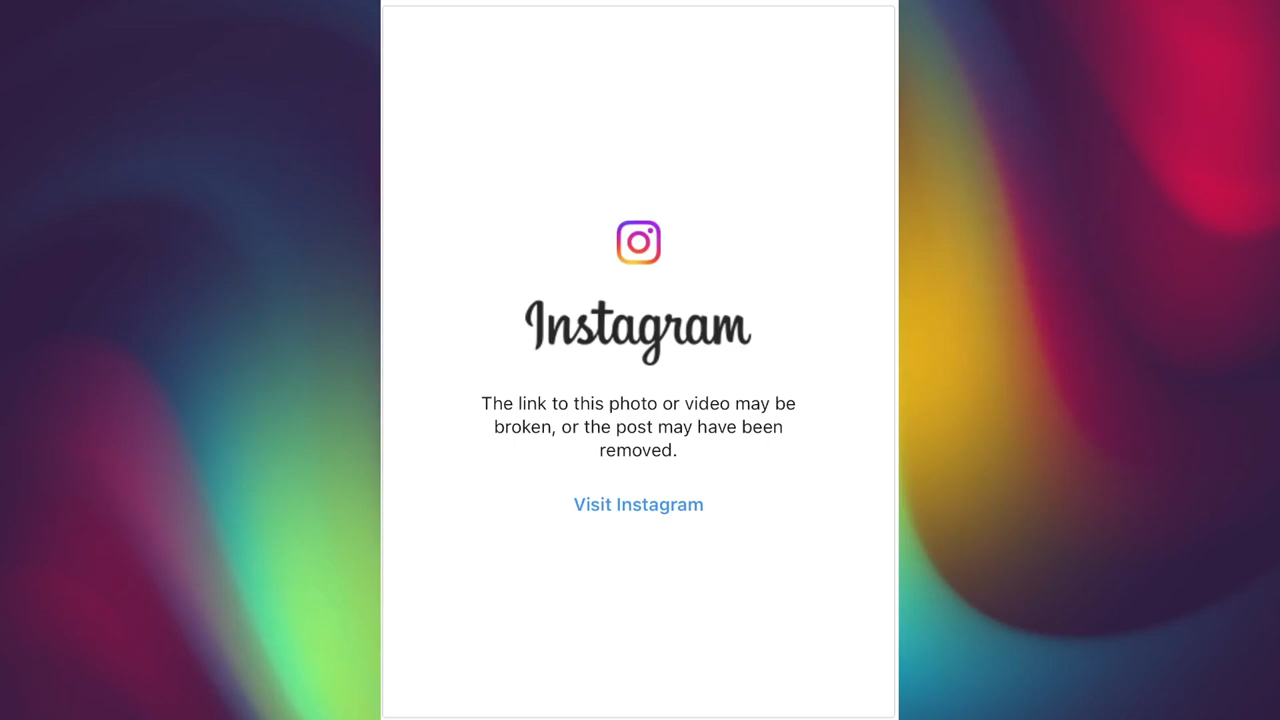 Instagram
The link to this photo or video may be
broken, or the post may have been
removed.
Visit Instagram